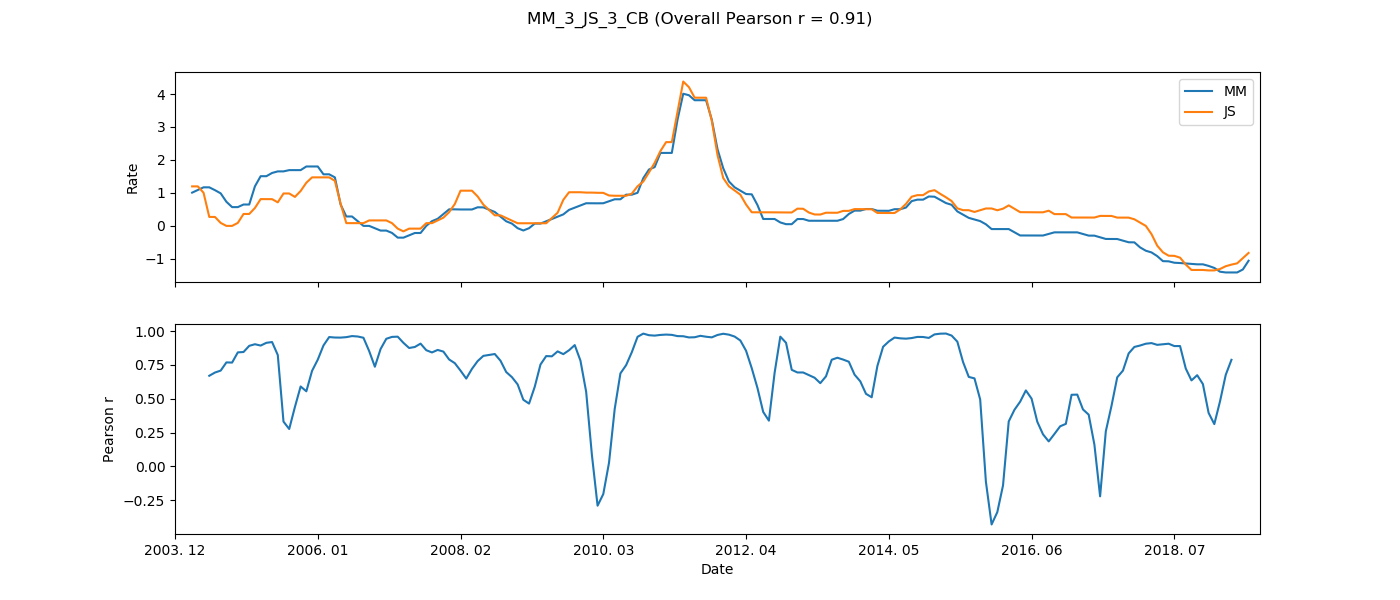 MM_3_JS_3_CB (Overall Pearson r = 0.91)
MM
JS
Rate
4
3
2
1
0
−1
Pearson r
1.00
0.75
0.50
0.25
0.00
−0.25
2003. 12 2006. 01 2008. 02 2010. 03 2012. 04 2014. 05 2016. 06 2018. 07
Date